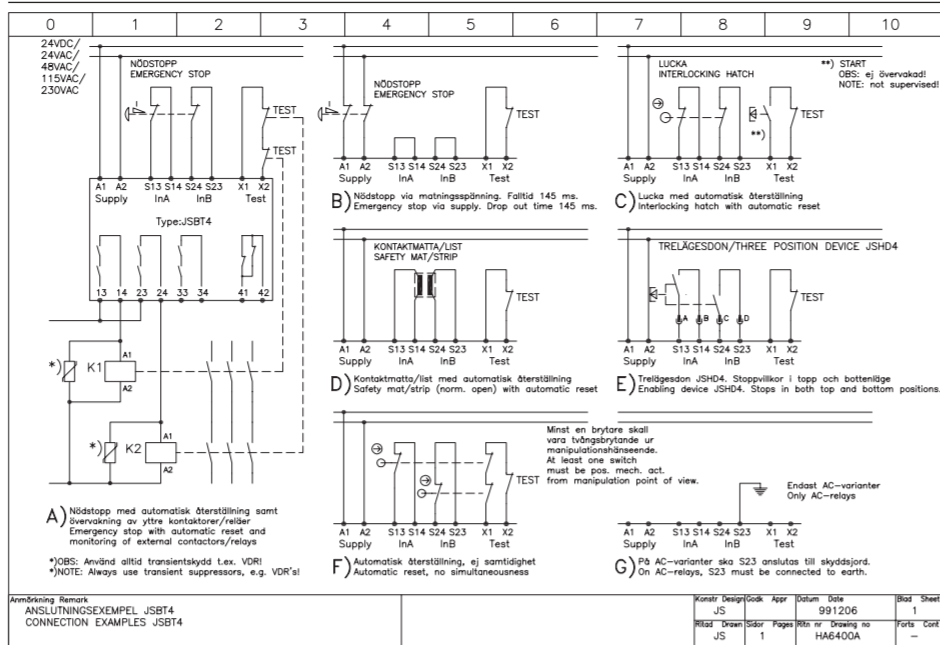 0 1 2 3 4 5 6 7 8 9 10
24VDC/
24VAC/
48VAC/
115VAC/
230VAC
NÖDSTOPP
EMERGENCY STOP
TEST
TEST
A1 A2 S13 S14 S24 S23 X1 X2
Supply InA InB Test
Type:JSBT4
13 14 23 24 33 34 41 42
*)
K1
A1
A2
*)
K2
A1
A2
A) Nödstopp med automatisk återställning samt
övervakning av yttre kontaktorer/reläer
Emergency stop with automatic reset and
monitoring of external contactors/relays
*)OBS: Använd alltid transientskydd t.ex. VDR!
*)NOTE: Always use transient suppressors, e.g. VDR's!
NÖDSTOPP
EMERGENCY STOP
TEST
A1 A2 S13 S14 S24 S23 X1 X2
Supply InA InB Test
B) Nödstopp via matningsspänning. Falltid 145 ms.
Emergency stop via supply. Drop out time 145 ms.
LUCKA
INTERLOCKING HATCH
**) START
OBS: ej övervakad!
NOTE: not supervised!
**)
TEST
A1 A2 S13 S14 S24 S23 X1 X2
Supply InA InB Test
C) Lucka med automatisk återställning
Interlocking hatch with automatic reset
KONTAKTMATTA/LIST
SAFETY MAT/STRIP
TEST
A1 A2 S13 S14 S24 S23 X1 X2
Supply InA InB Test
D) Kontaktmatta/list med automatisk återställning
Safety mat/strip (norm. open) with automatic reset
TRELÄGESDON/THREE POSITION DEVICE JSHD4
TEST
A B C D
A1 A2 S13 S14 S24 S23 X1 X2
Supply InA InB Test
E) Trelägesdon JSHD4. Stoppvillkor i topp och bottenläge
Enabling device JSHD4. Stops in both top and bottom positions.
Minst en brytare skall
vara tvångsbrytande ur
manipulationshänseende.
At least one switch
must be pos. mech. act.
from manipulation point of view.
TEST
A1 A2 S13 S14 S24 S23 X1 X2
Supply InA InB Test
F) Automatisk återställning, ej samtidighet
Automatic reset, no simultaneousness
Endast AC-varianter
Only AC-relays
A1 A2 S13 S14 S24 S23 X1 X2
Supply InA InB Test
G) På AC-varianter ska S23 anslutas till skyddsjord.
On AC-relays, S23 must be connected to earth.
Anmärkning Remark
ANSLUTNINGSEXEMPEL JSBT4
CONNECTION EXAMPLES JSBT4
Konstr Design Godk Appr Datum Date Blad Sheet
JS 991206 1
Ritad Drawn Sidor Pages Ritn nr Drawing no Forts Cont
JS 1 HA6400A -